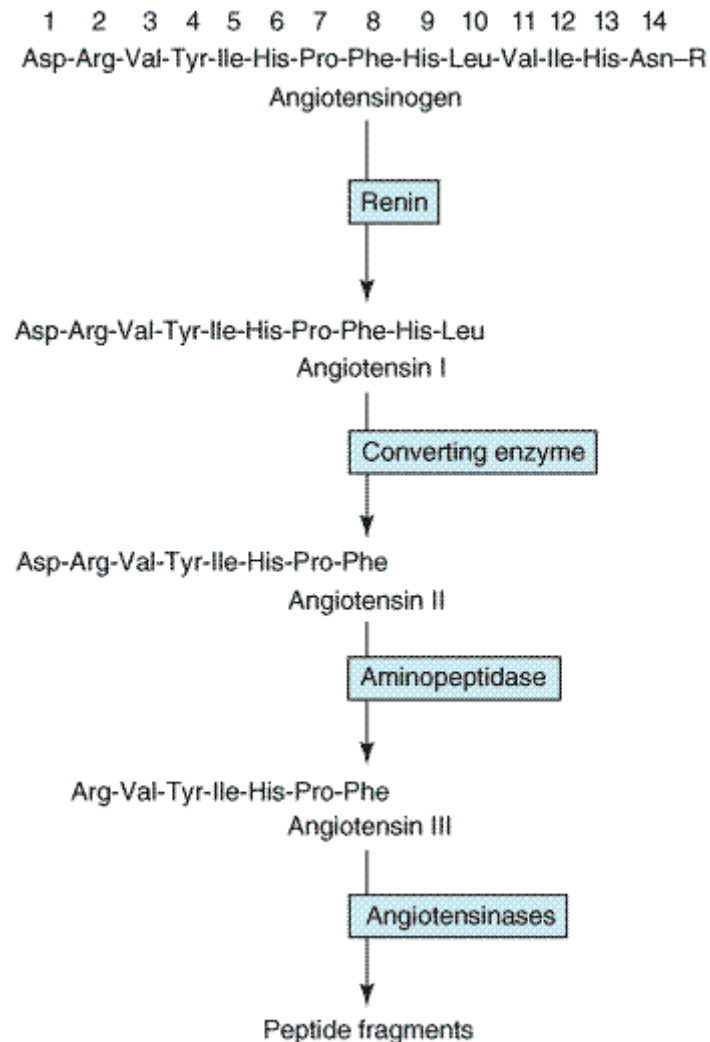 1 2 3 4 5 6 7 8 9 10 11 12 13 14
Asp-Arg-Val-Tyr-Ile-His-Pro-Phe-His-Leu-Val-Ile-His-Asn–R
Angiotensinogen
Renin
Asp-Arg-Val-Tyr-Ile-His-Pro-Phe-His-Leu
Angiotensin I
Converting enzyme
Asp-Arg-Val-Tyr-Ile-His-Pro-Phe
Angiotensin II
Aminopeptidase
Arg-Val-Tyr-Ile-His-Pro-Phe
Angiotensin III
Angiotensinases
Peptide fragments